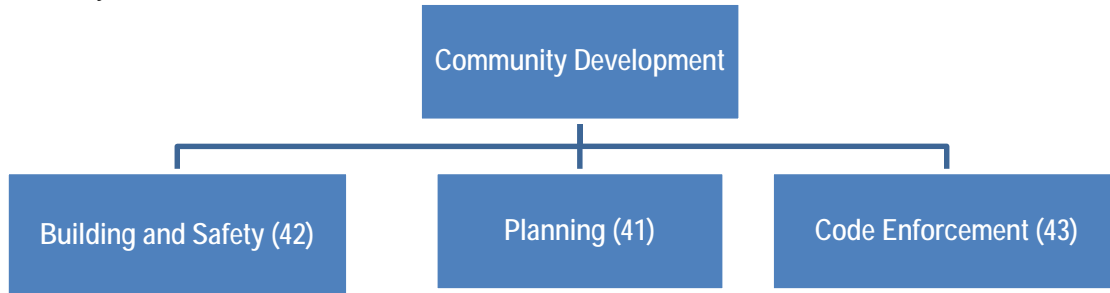 Community Development
Building and Safety (42)
Planning (41)
Code Enforcement (43)